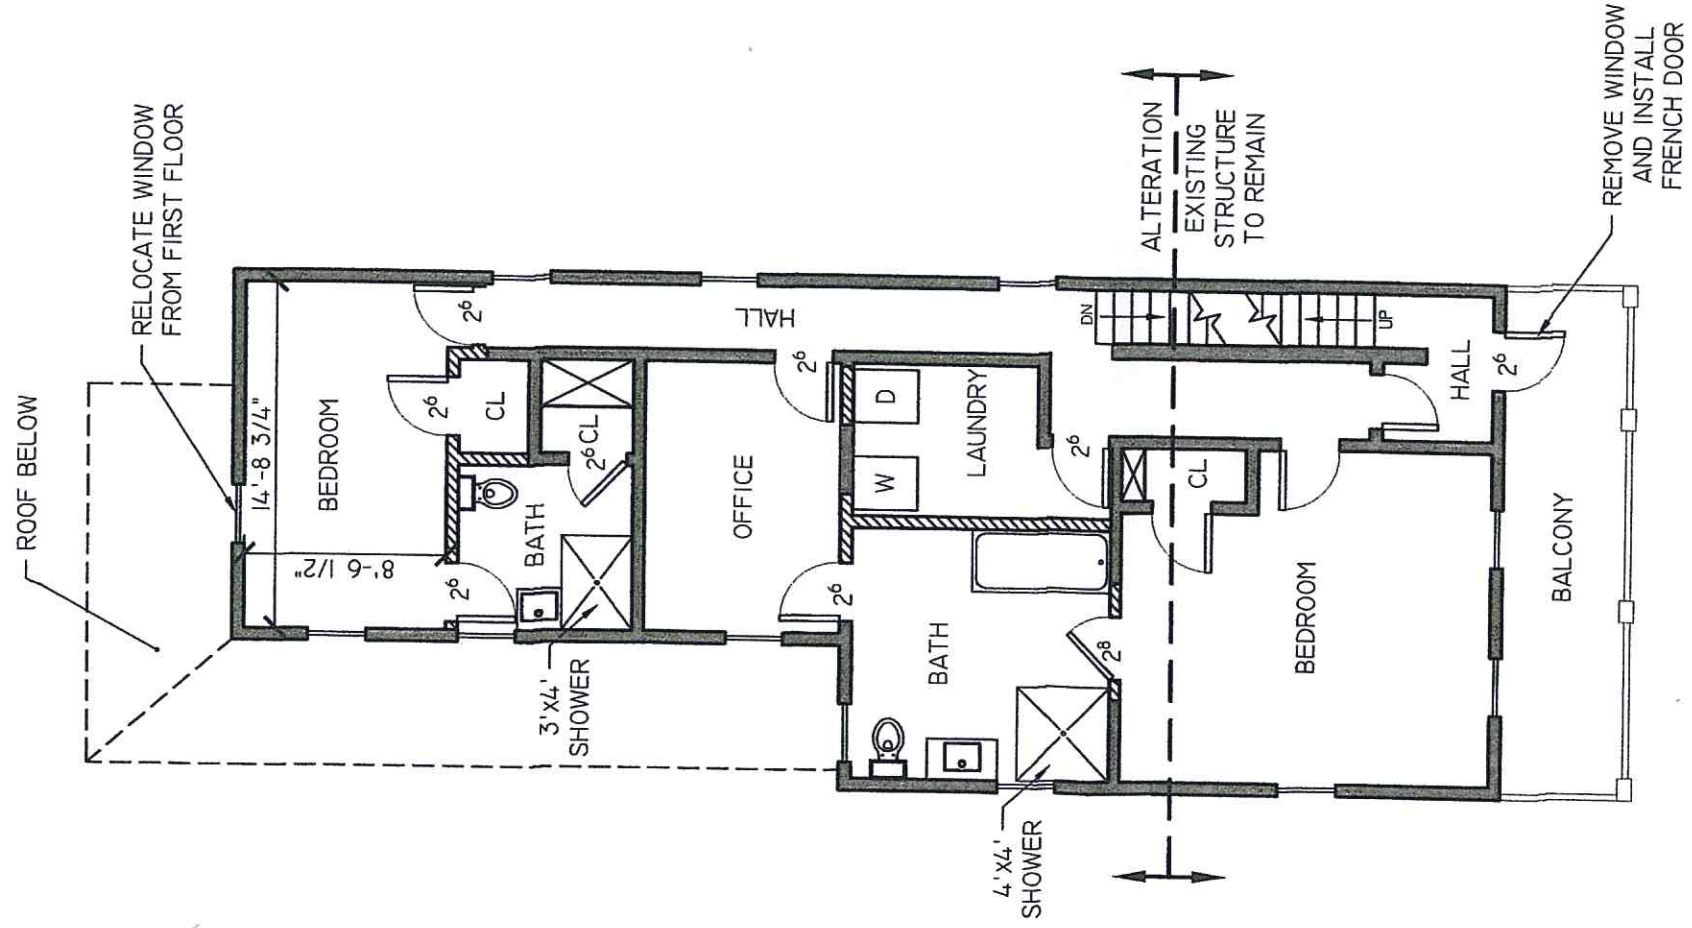 ROOF BELOW
RELOCATE WINDOW
FROM FIRST FLOOR
14'-8 3/4"
BEDROOM
8'-6 1/2"
2⁶
2⁶
2⁶
CL
BATH
2⁶
CL
3'X4'
SHOWER
OFFICE
HALL
2⁶
2⁶
D
W
LAUNDRY
2⁶
BATH
4'X4'
SHOWER
2⁸
DN
UP
ALTERATION
EXISTING
STRUCTURE
TO REMAIN
CL
BEDROOM
HALL
2⁶
BALCONY
REMOVE WINDOW
AND INSTALL
FRENCH DOOR